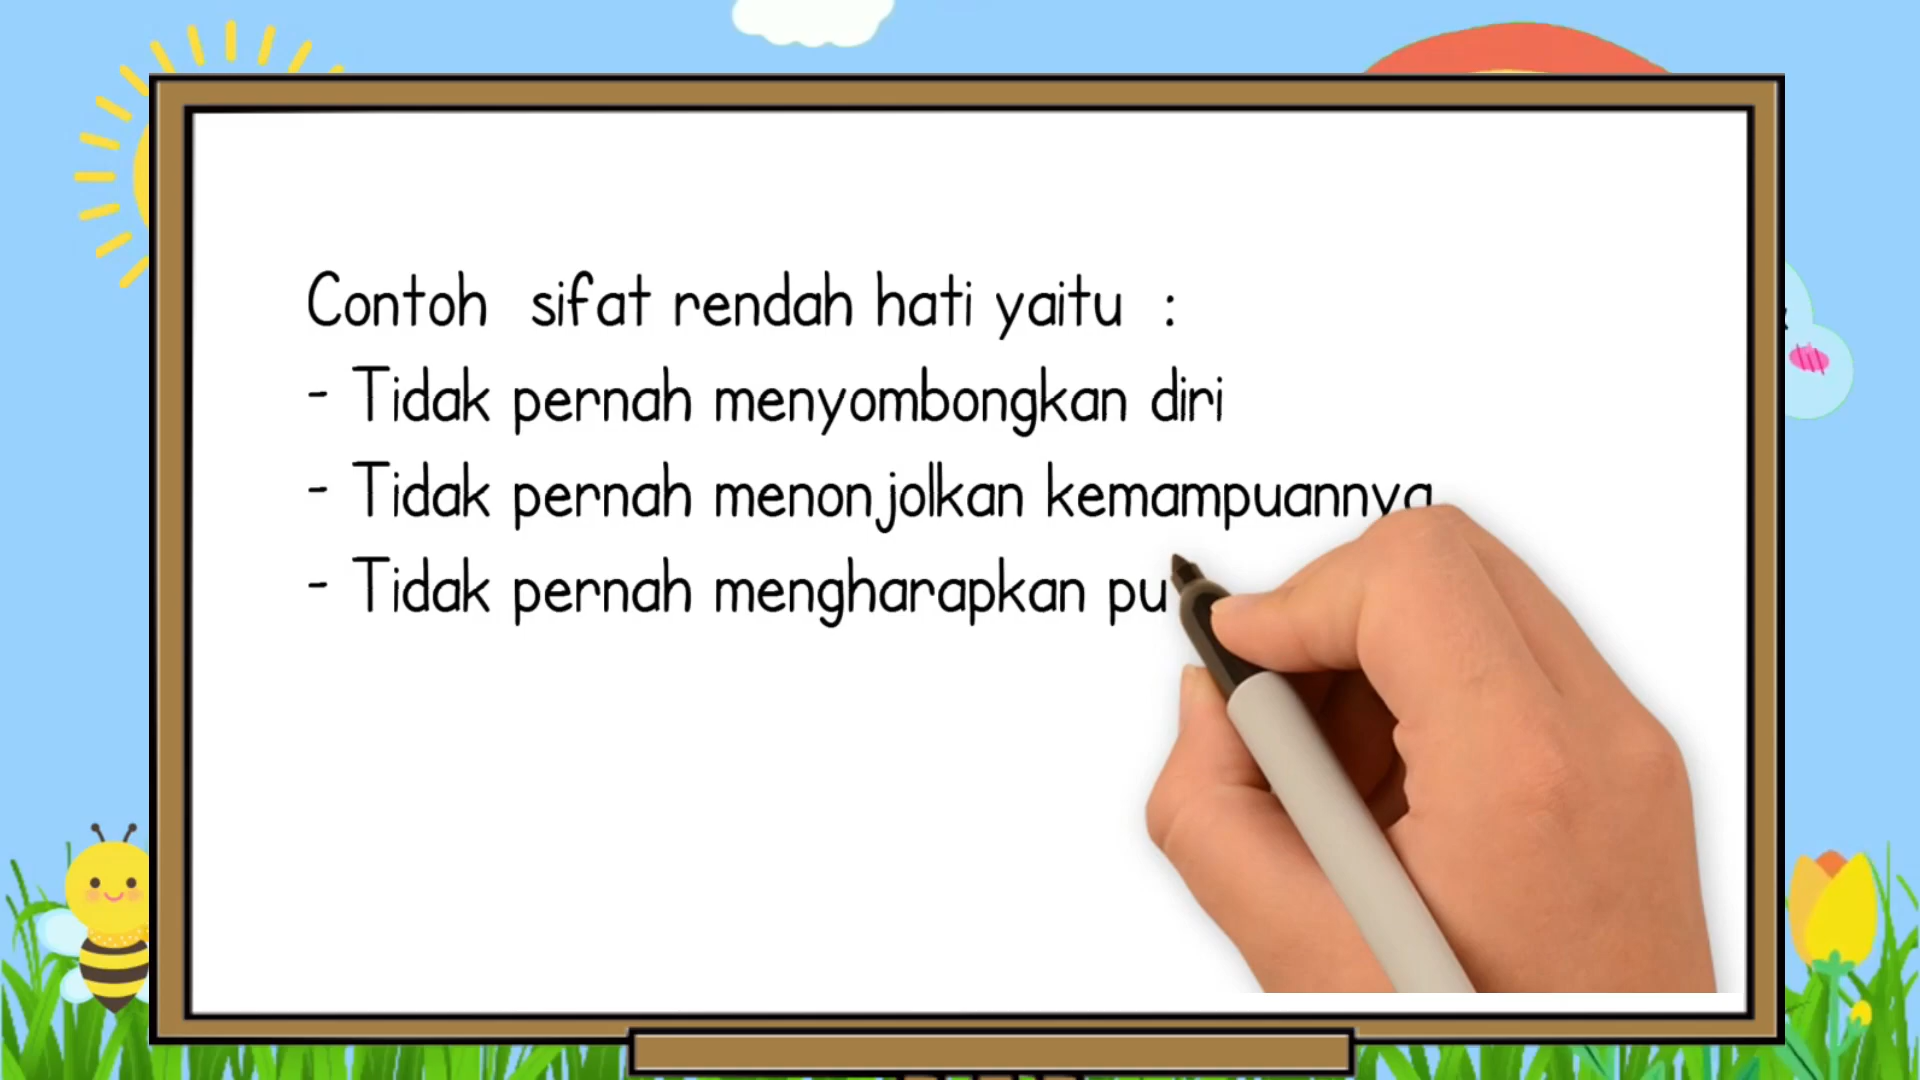 Contoh sifat rendah hati yaitu :
- Tidak pernah menyombongkan diri
- Tidak pernah menonjolkan kemampuannya
- Tidak pernah mengharapkan pu